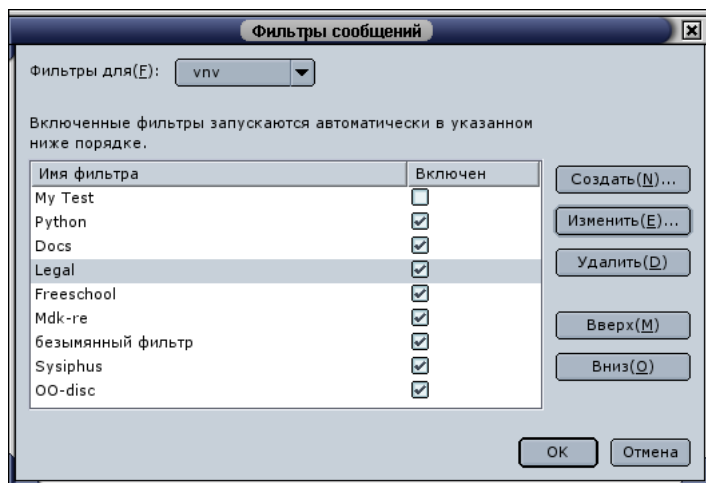 Фильтры сообщений
Фильтры для(F): vnv
Включенные фильтры запускаются автоматически в указанном
ниже порядке.
Имя фильтра Включен
My Test
Python
Docs
Legal
Freeschool
Mdk-re
безымянный фильтр
Sysiphus
OO-disc
Создать(N)...
Изменить(E)...
Удалить(D)
Вверх(M)
Вниз(O)
OK Отмена